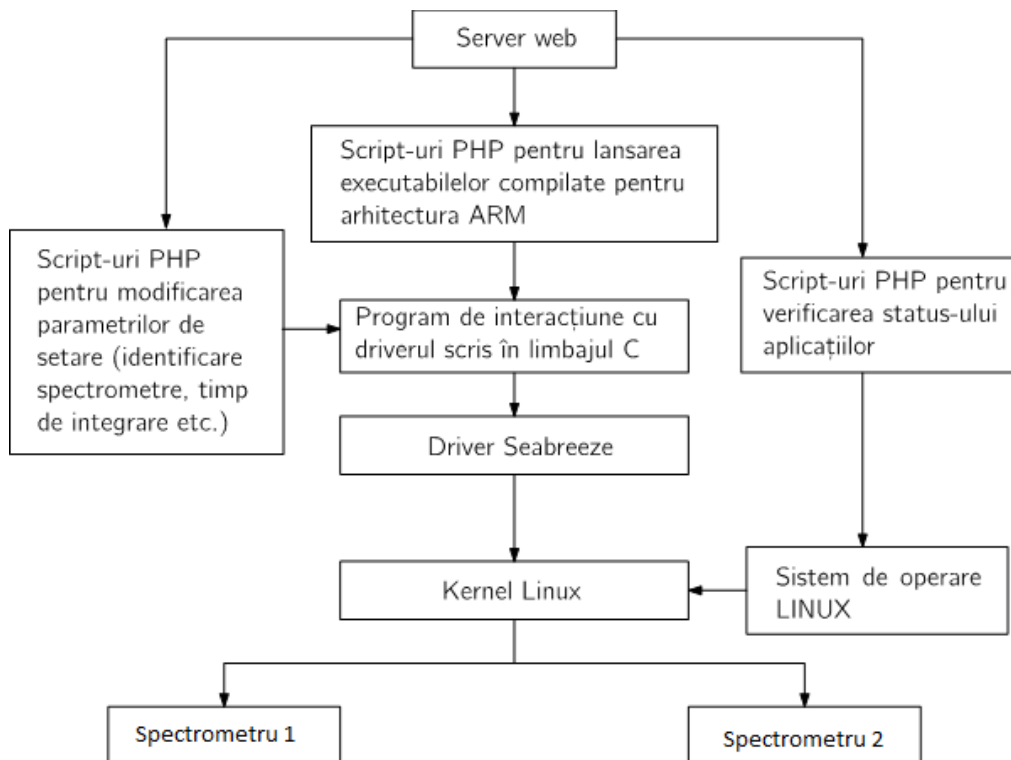 Server web
Script-uri PHP pentru lansarea
executabilelor compilate pentru
arhitectura ARM
Script-uri PHP
pentru modificarea
parametrilor de
setare (identificare
spectrometre, timp
de integrare etc.)
Program de interacțiune cu
driverul scris în limbajul C
Script-uri PHP pentru
verificarea status-ului
aplicațiilor
Driver Seabreeze
Kernel Linux
Sistem de operare
LINUX
Spectrometru 1
Spectrometru 2